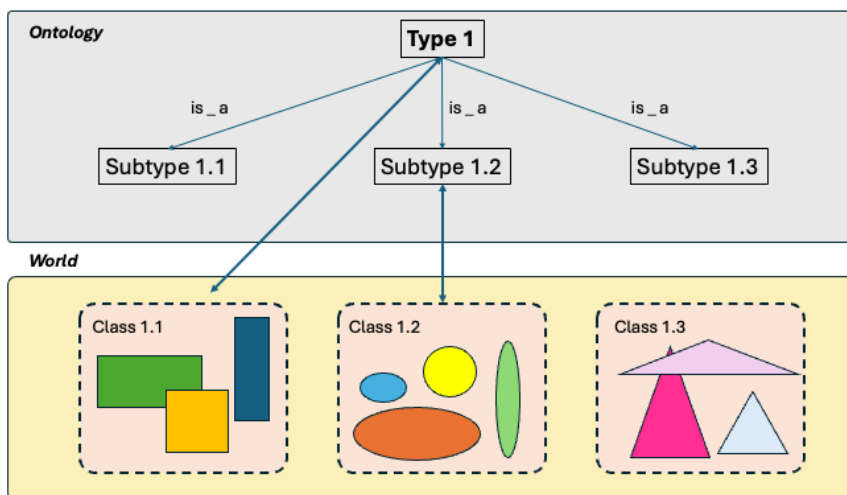 Ontology
Type 1
is_a is_a is_a
Subtype 1.1 Subtype 1.2 Subtype 1.3
World
Class 1.1 Class 1.2 Class 1.3